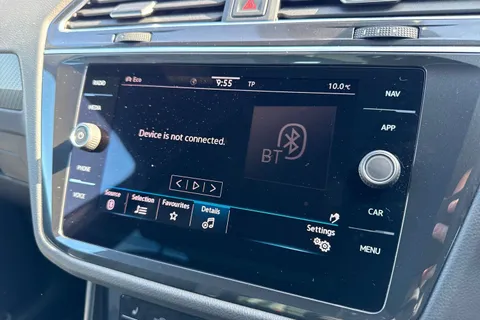 Eco
9:55
TP
10.0°C
RADIO
MEDIA
PHONE
VOICE
NAV
APP
CAR
MENU
Device is not connected.
BT
Source
Selection
Favourites
Details
Settings